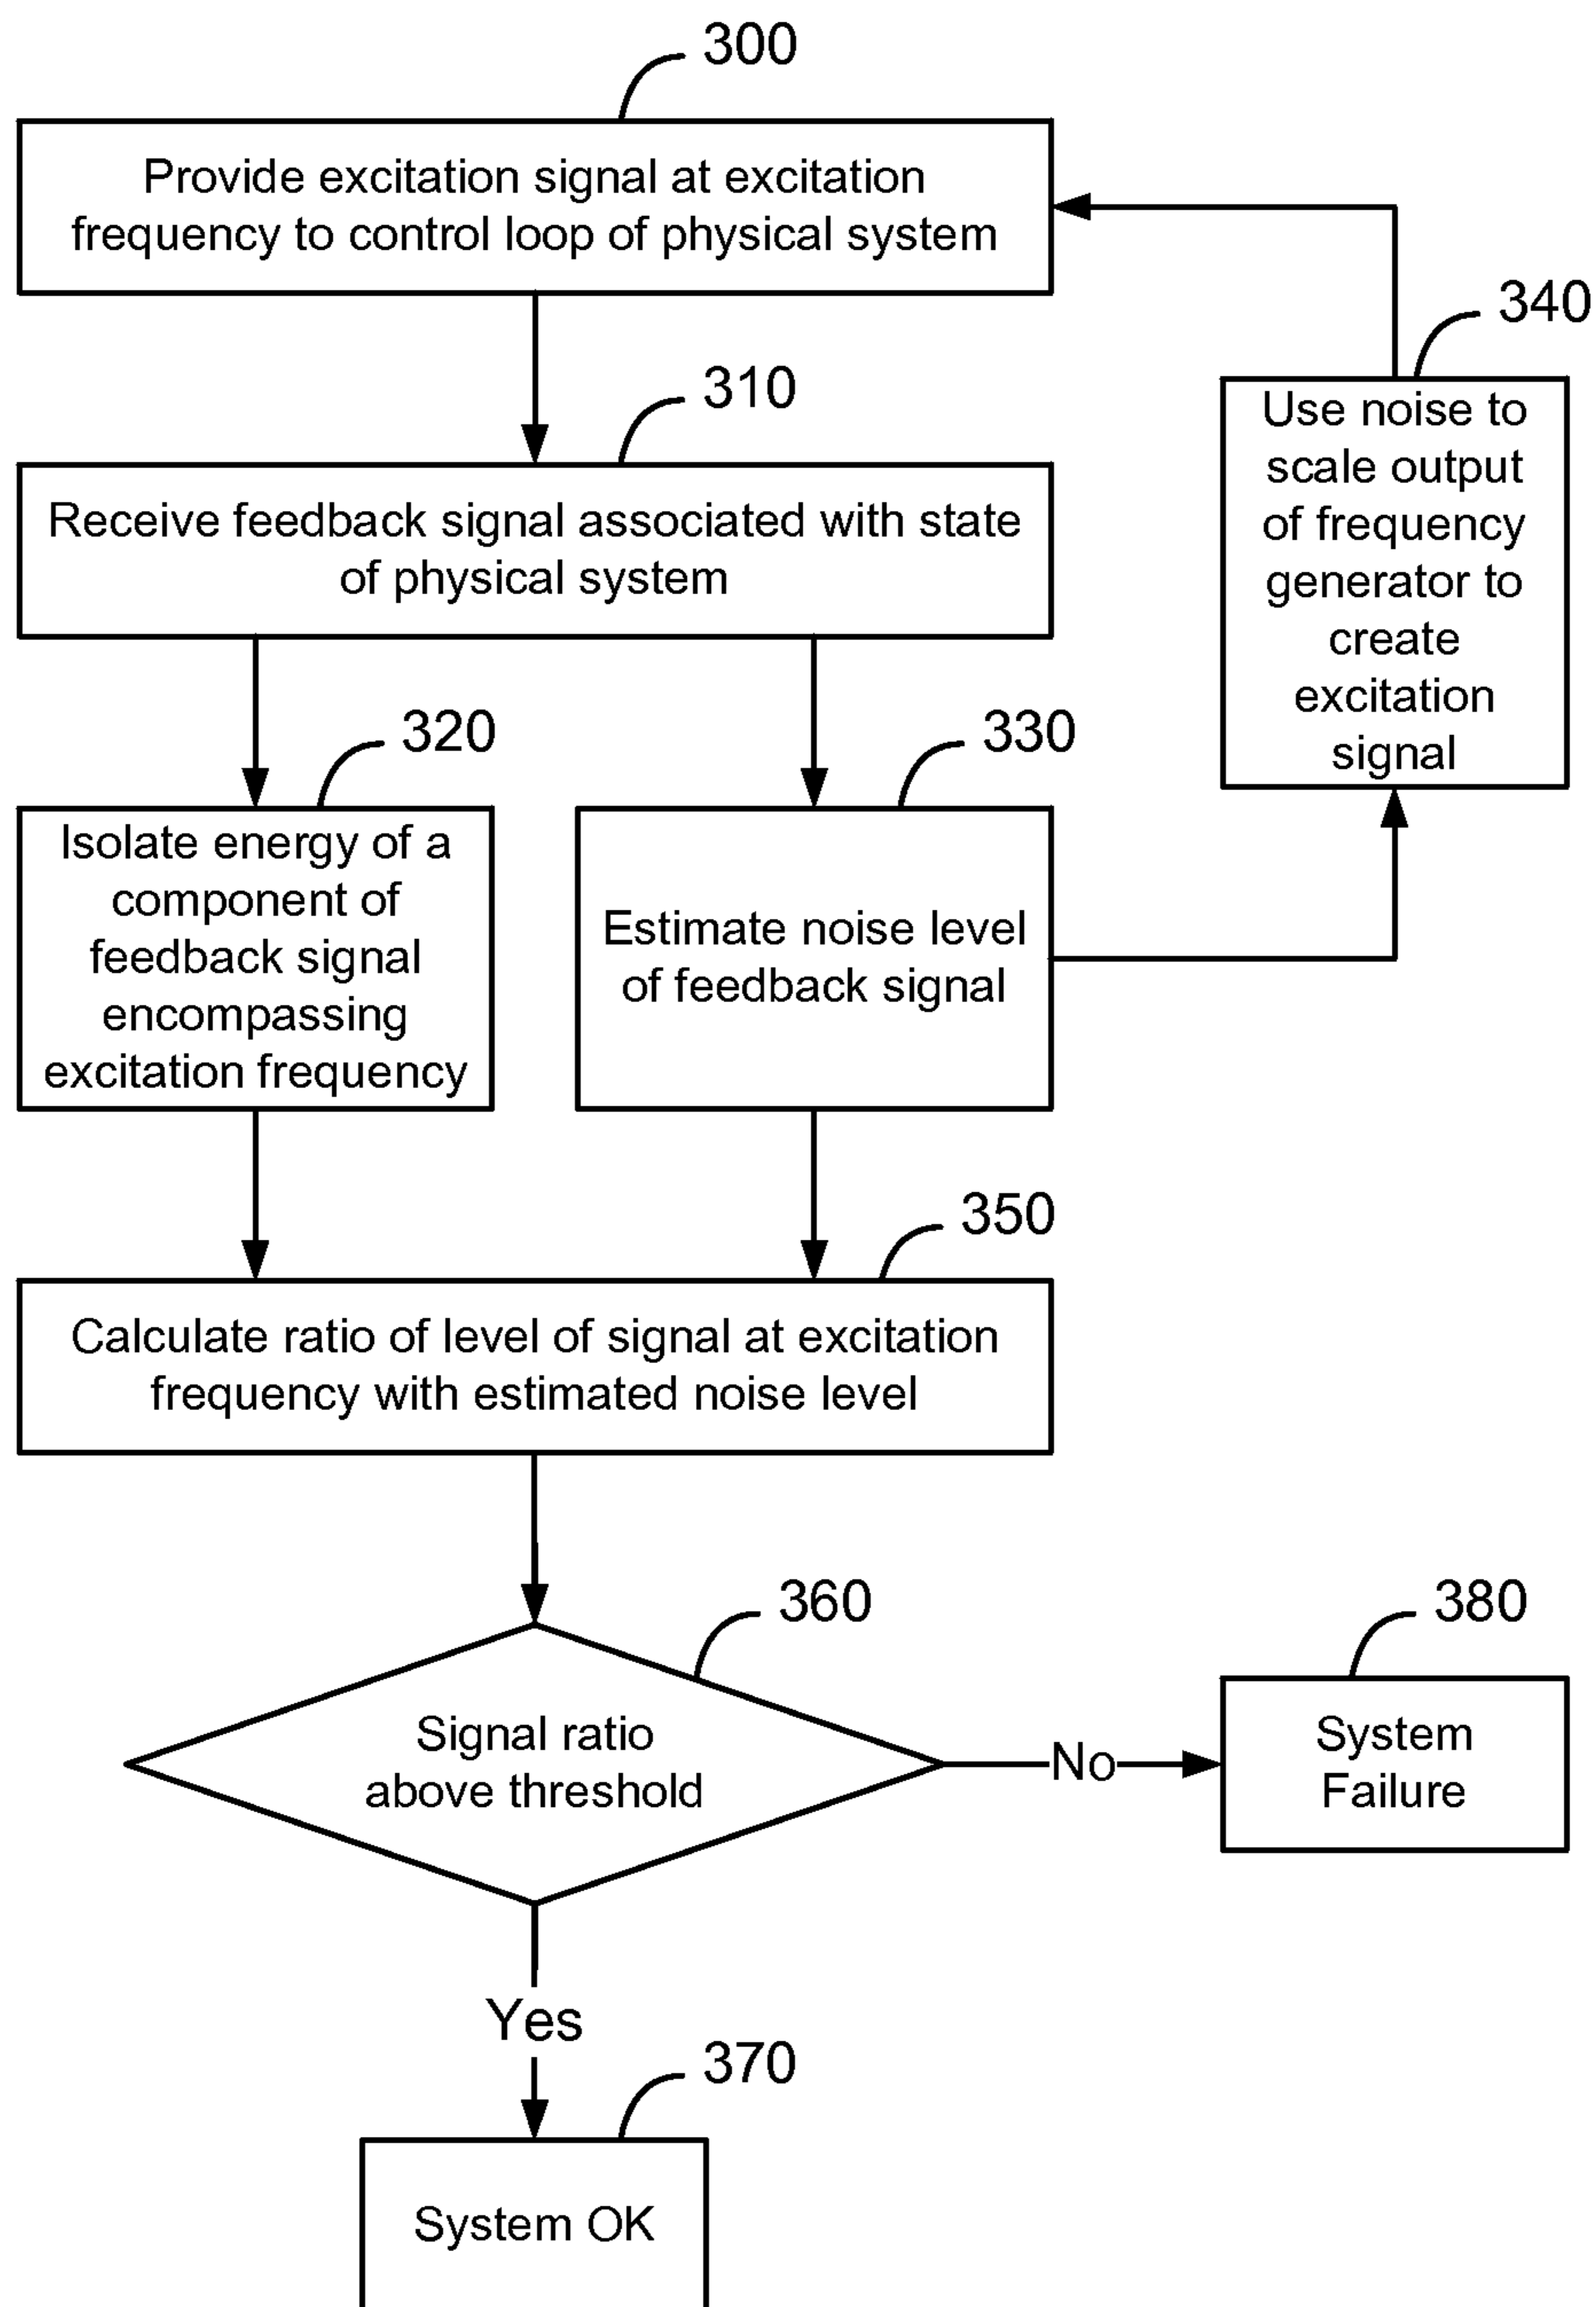 300
Provide excitation signal at excitation
frequency to control loop of physical system
340
Use noise to
scale output
of frequency
generator to
create
excitation
signal
310
Receive feedback signal associated with state
of physical system
320
Isolate energy of a
component of
feedback signal
encompassing
excitation frequency
330
Estimate noise level
of feedback signal
350
Calculate ratio of level of signal at excitation
frequency with estimated noise level
360
Signal ratio
above threshold
No
380
System
Failure
Yes
370
System OK